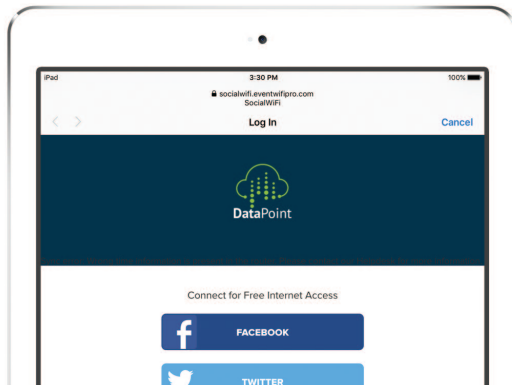 iPad
3:30 PM
100%
socialwifi.eventwifipro.com
SocialWiFi
Log In
Cancel
DataPoint
Connect for Free Internet Access
FACEBOOK
TWITTER